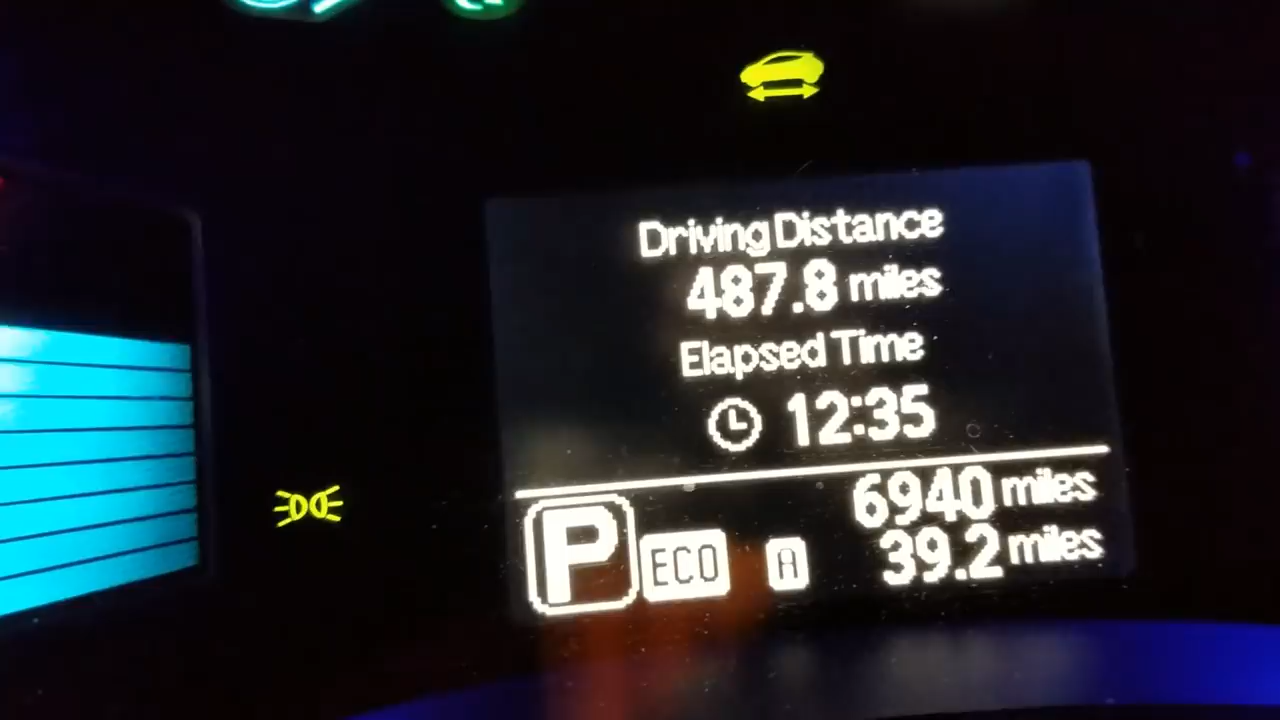 Driving Distance
487.8 miles
Elapsed Time
12:35
6940 miles
P ECO A 39.2 miles